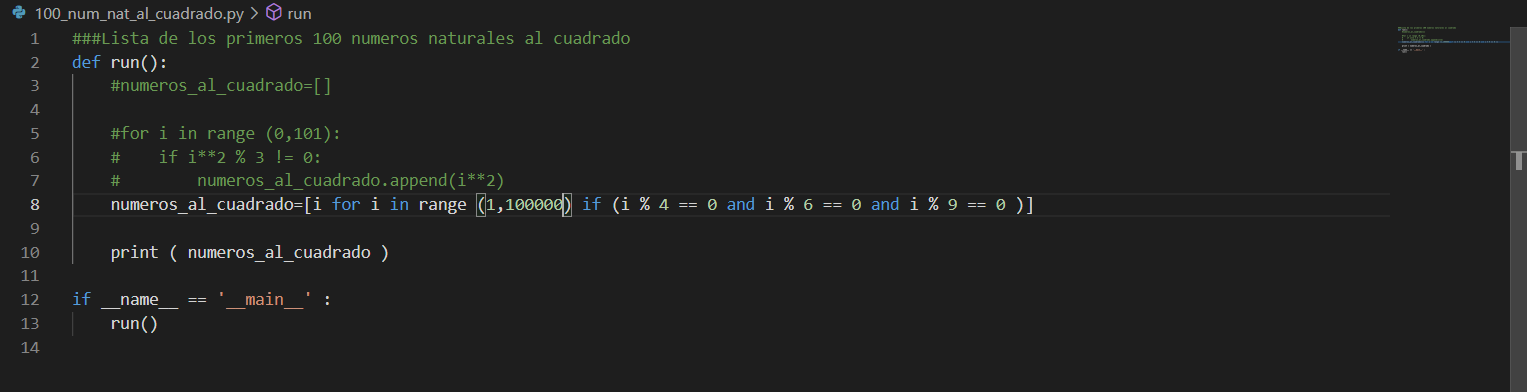 100_num_nat_al_cuadrado.py > run
1 ###Lista de los primeros 100 numeros naturales al cuadrado
2 def run():
3     #numeros_al_cuadrado=[]
4
5     #for i in range (0,101):
6     #    if i**2 % 3 != 0:
7     #        numeros_al_cuadrado.append(i**2)
8     numeros_al_cuadrado=[i for i in range (1,100000) if (i % 4 == 0 and i % 6 == 0 and i % 9 == 0 )]
9
10     print ( numeros_al_cuadrado )
11
12 if __name__ == '__main__' :
13     run()
14